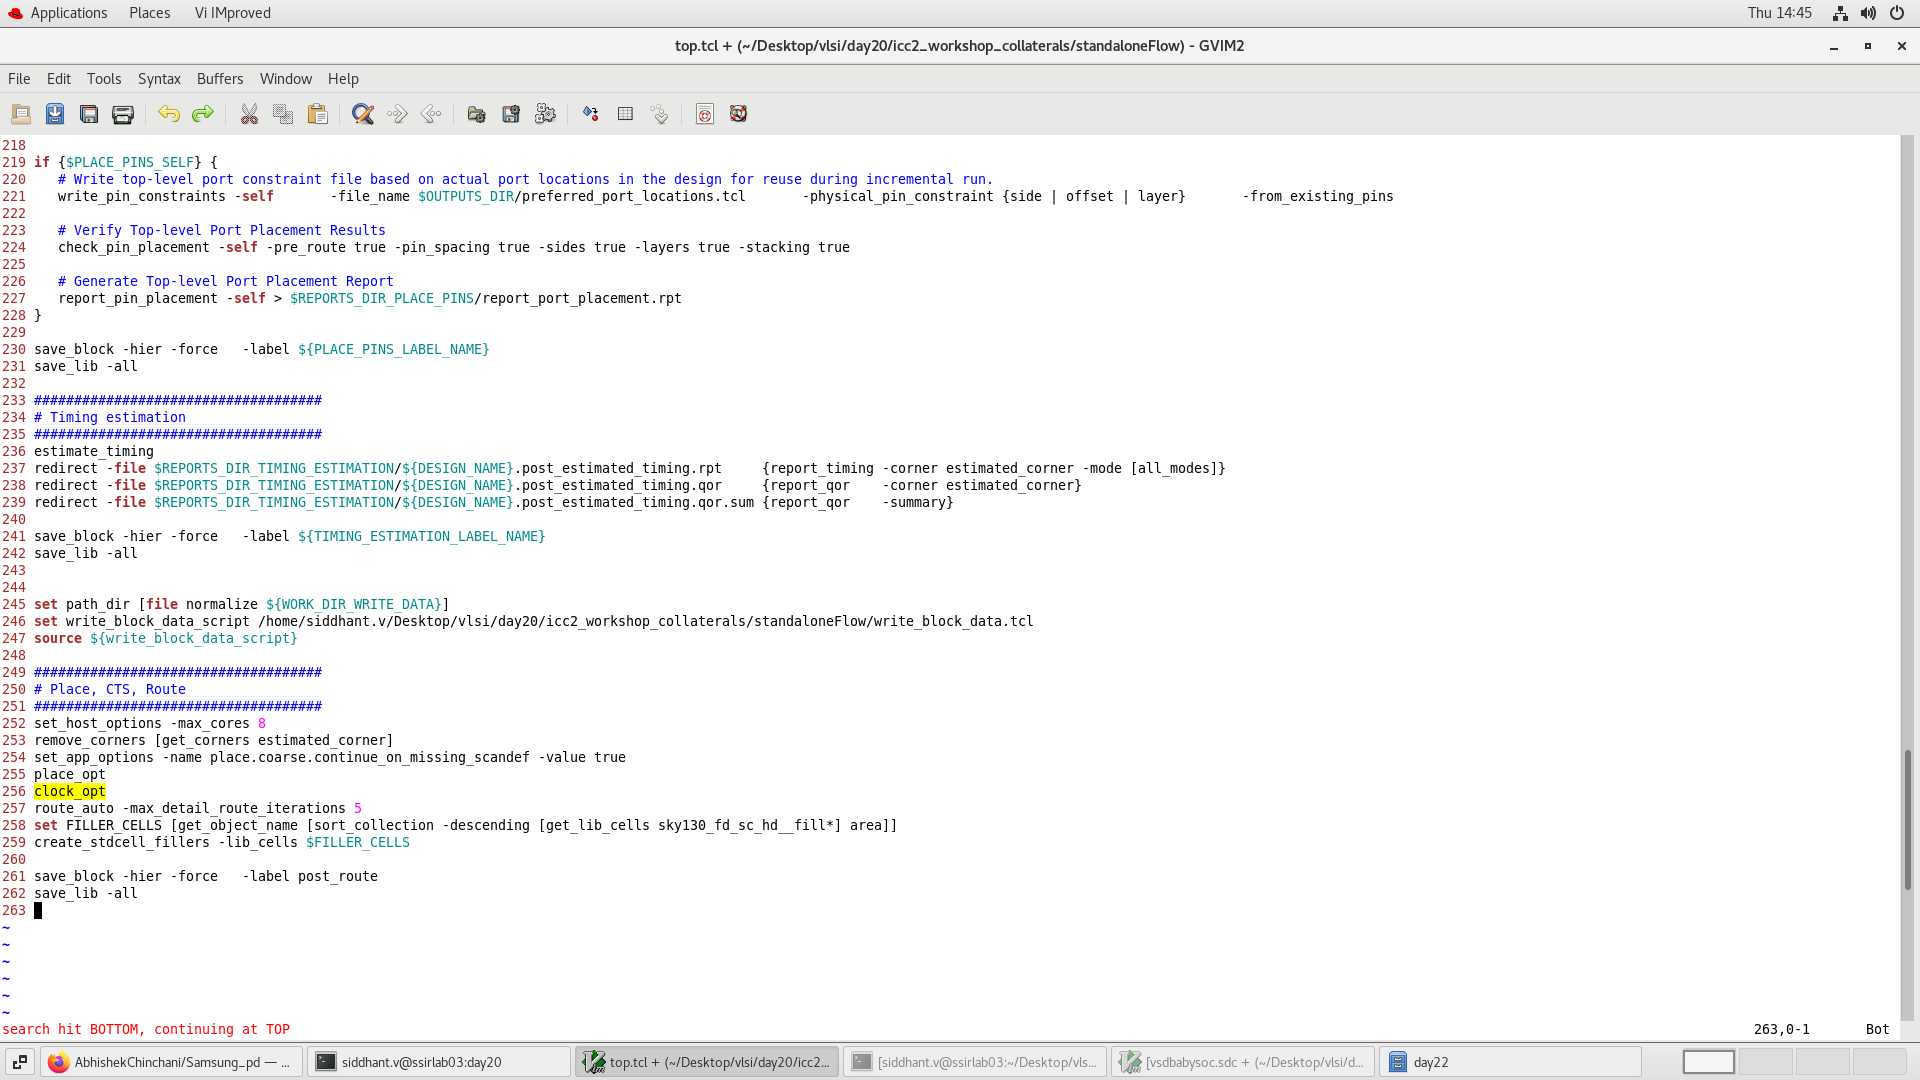 Applications Places Vi IMproved Thu 14:45
top.tcl + (~/Desktop/vlsi/day20/icc2_workshop_collaterals/standaloneFlow) - GVIM2
File Edit Tools Syntax Buffers Window Help
218
219 if {$PLACE_PINS_SELF} {
220    # Write top-level port constraint file based on actual port locations in the design for reuse during incremental run.
221    write_pin_constraints -self       -file_name $OUTPUTS_DIR/preferred_port_locations.tcl       -physical_pin_constraint {side | offset | layer}       -from_existing_pins
222
223    # Verify Top-level Port Placement Results
224    check_pin_placement -self -pre_route true -pin_spacing true -sides true -layers true -stacking true
225
226    # Generate Top-level Port Placement Report
227    report_pin_placement -self > $REPORTS_DIR_PLACE_PINS/report_port_placement.rpt
228 }
229
230 save_block -hier -force   -label ${PLACE_PINS_LABEL_NAME}
231 save_lib -all
232
233 ####################################
234 # Timing estimation
235 ####################################
236 estimate_timing
237 redirect -file $REPORTS_DIR_TIMING_ESTIMATION/${DESIGN_NAME}.post_estimated_timing.rpt     {report_timing -corner estimated_corner -mode [all_modes]}
238 redirect -file $REPORTS_DIR_TIMING_ESTIMATION/${DESIGN_NAME}.post_estimated_timing.qor     {report_qor    -corner estimated_corner}
239 redirect -file $REPORTS_DIR_TIMING_ESTIMATION/${DESIGN_NAME}.post_estimated_timing.qor.sum {report_qor    -summary}
240
241 save_block -hier -force   -label ${TIMING_ESTIMATION_LABEL_NAME}
242 save_lib -all
243
244
245 set path_dir [file normalize ${WORK_DIR_WRITE_DATA}]
246 set write_block_data_script /home/siddhant.v/Desktop/vlsi/day20/icc2_workshop_collaterals/standaloneFlow/write_block_data.tcl
247 source ${write_block_data_script}
248
249 ####################################
250 # Place, CTS, Route
251 ####################################
252 set_host_options -max_cores 8
253 remove_corners [get_corners estimated_corner]
254 set_app_options -name place.coarse.continue_on_missing_scandef -value true
255 place_opt
256 clock_opt
257 route_auto -max_detail_route_iterations 5
258 set FILLER_CELLS [get_object_name [sort_collection -descending [get_lib_cells sky130_fd_sc_hd__fill*] area]]
259 create_stdcell_fillers -lib_cells $FILLER_CELLS
260
261 save_block -hier -force   -label post_route
262 save_lib -all
263
~
~
~
~
~
~
search hit BOTTOM, continuing at TOP 263,0-1 Bot
AbhishekChinchani/Samsung_pd — ... siddhant.v@ssirlab03:day20 top.tcl + (~/Desktop/vlsi/day20/icc2... [siddhant.v@ssirlab03:~/Desktop/vls... [vsdbabysoc.sdc + (~/Desktop/vlsi/d... day22